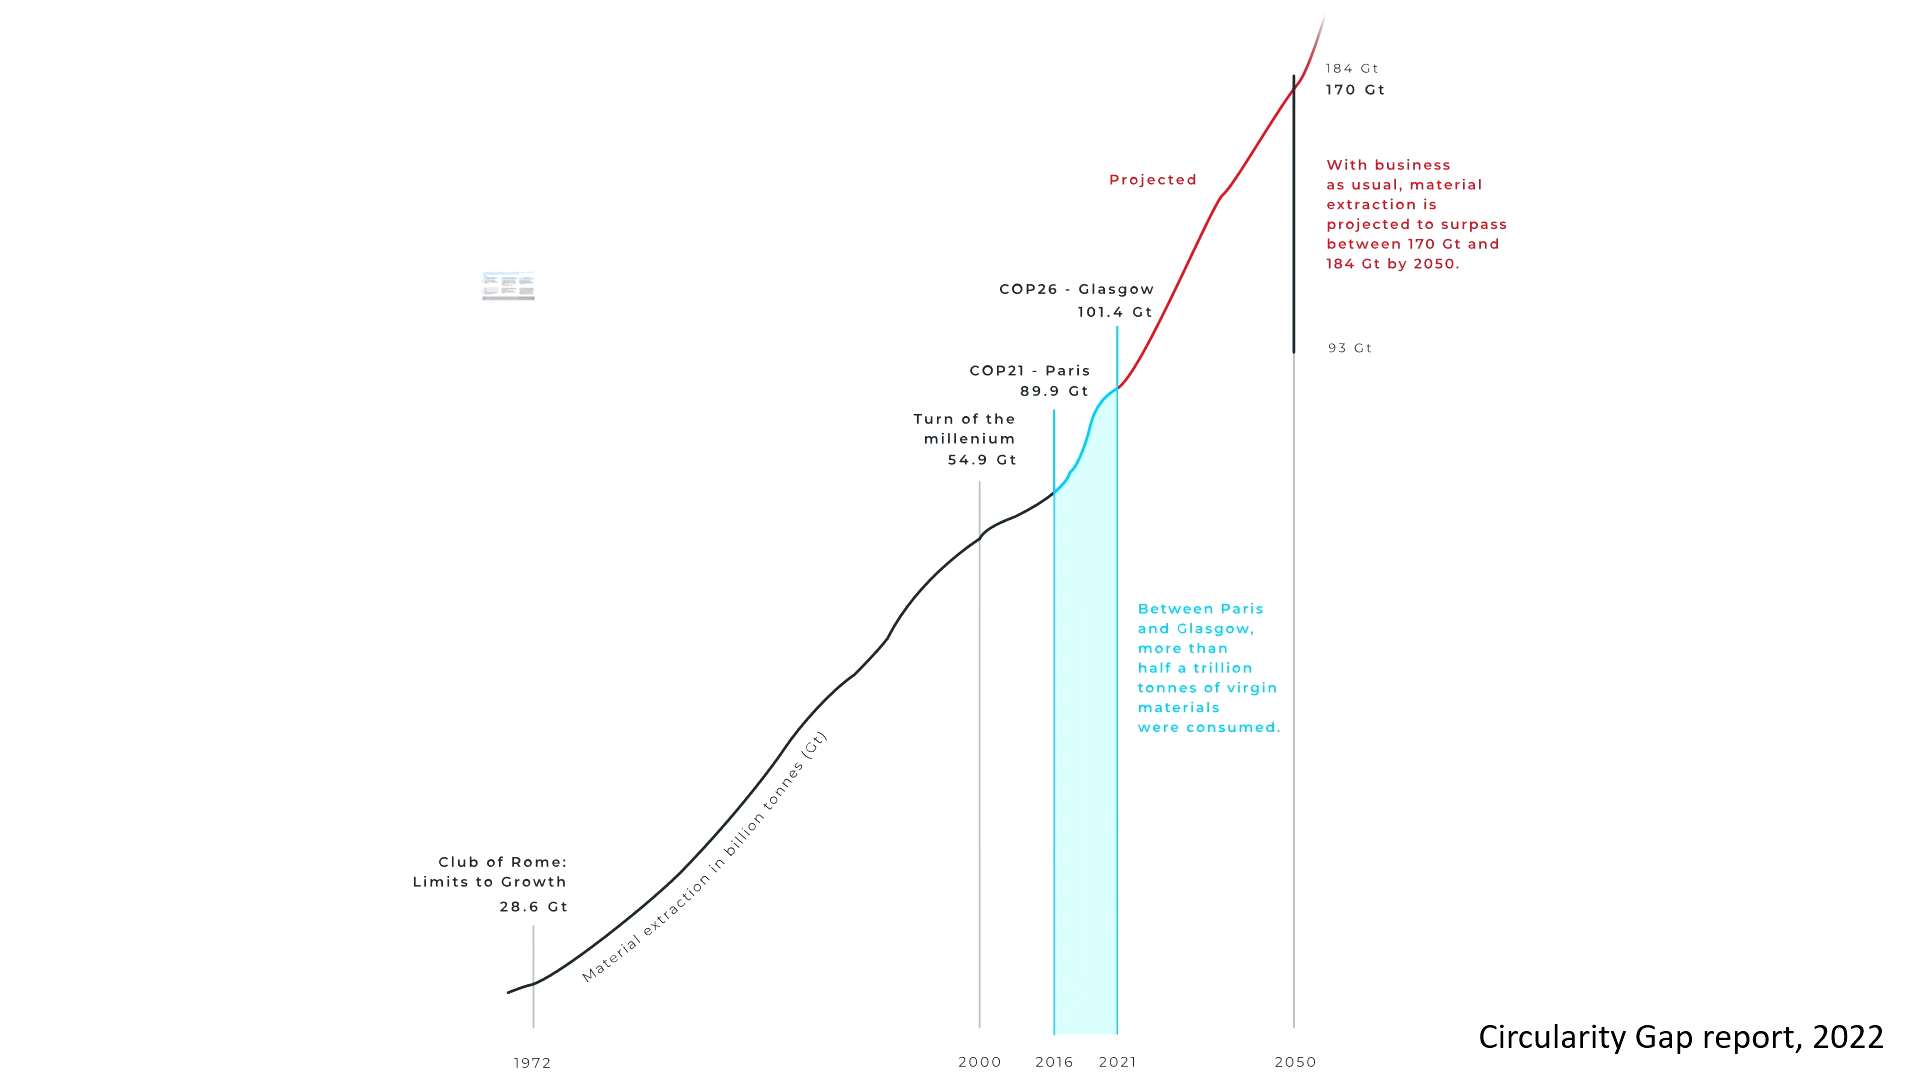 184 Gt
170 Gt
With business
as usual, material
extraction is
projected to surpass
between 170 Gt and
184 Gt by 2050.
Projected
COP26 - Glasgow
101.4 Gt
93 Gt
COP21 - Paris
89.9 Gt
Turn of the
millenium
54.9 Gt
Between Paris
and Glasgow,
more than
half a trillion
tonnes of virgin
materials
were consumed.
Material extraction in billion tonnes (Gt)
Club of Rome:
Limits to Growth
28.6 Gt
1972
2000
2016
2021
2050
Circularity Gap report, 2022